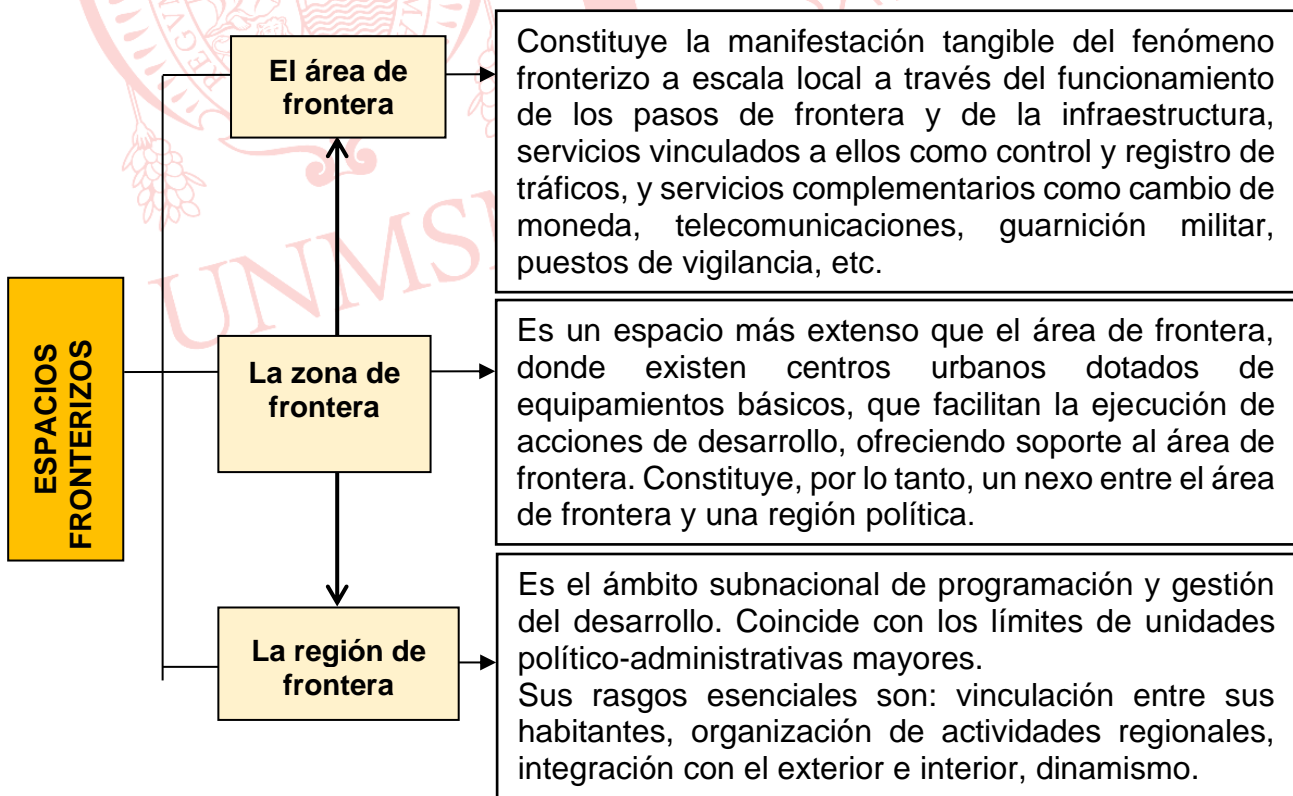 ESPACIOS
FRONTERIZOS
El área de
frontera
Constituye la manifestación tangible del fenómeno
fronterizo a escala local a través del funcionamiento
de los pasos de frontera y de la infraestructura,
servicios vinculados a ellos como control y registro de
tráficos, y servicios complementarios como cambio de
moneda, telecomunicaciones, guarnición militar,
puestos de vigilancia, etc.
La zona de
frontera
Es un espacio más extenso que el área de frontera,
donde existen centros urbanos dotados de
equipamientos básicos, que facilitan la ejecución de
acciones de desarrollo, ofreciendo soporte al área de
frontera. Constituye, por lo tanto, un nexo entre el área
de frontera y una región política.
La región de
frontera
Es el ámbito subnacional de programación y gestión
del desarrollo. Coincide con los límites de unidades
político-administrativas mayores.
Sus rasgos esenciales son: vinculación entre sus
habitantes, organización de actividades regionales,
integración con el exterior e interior, dinamismo.